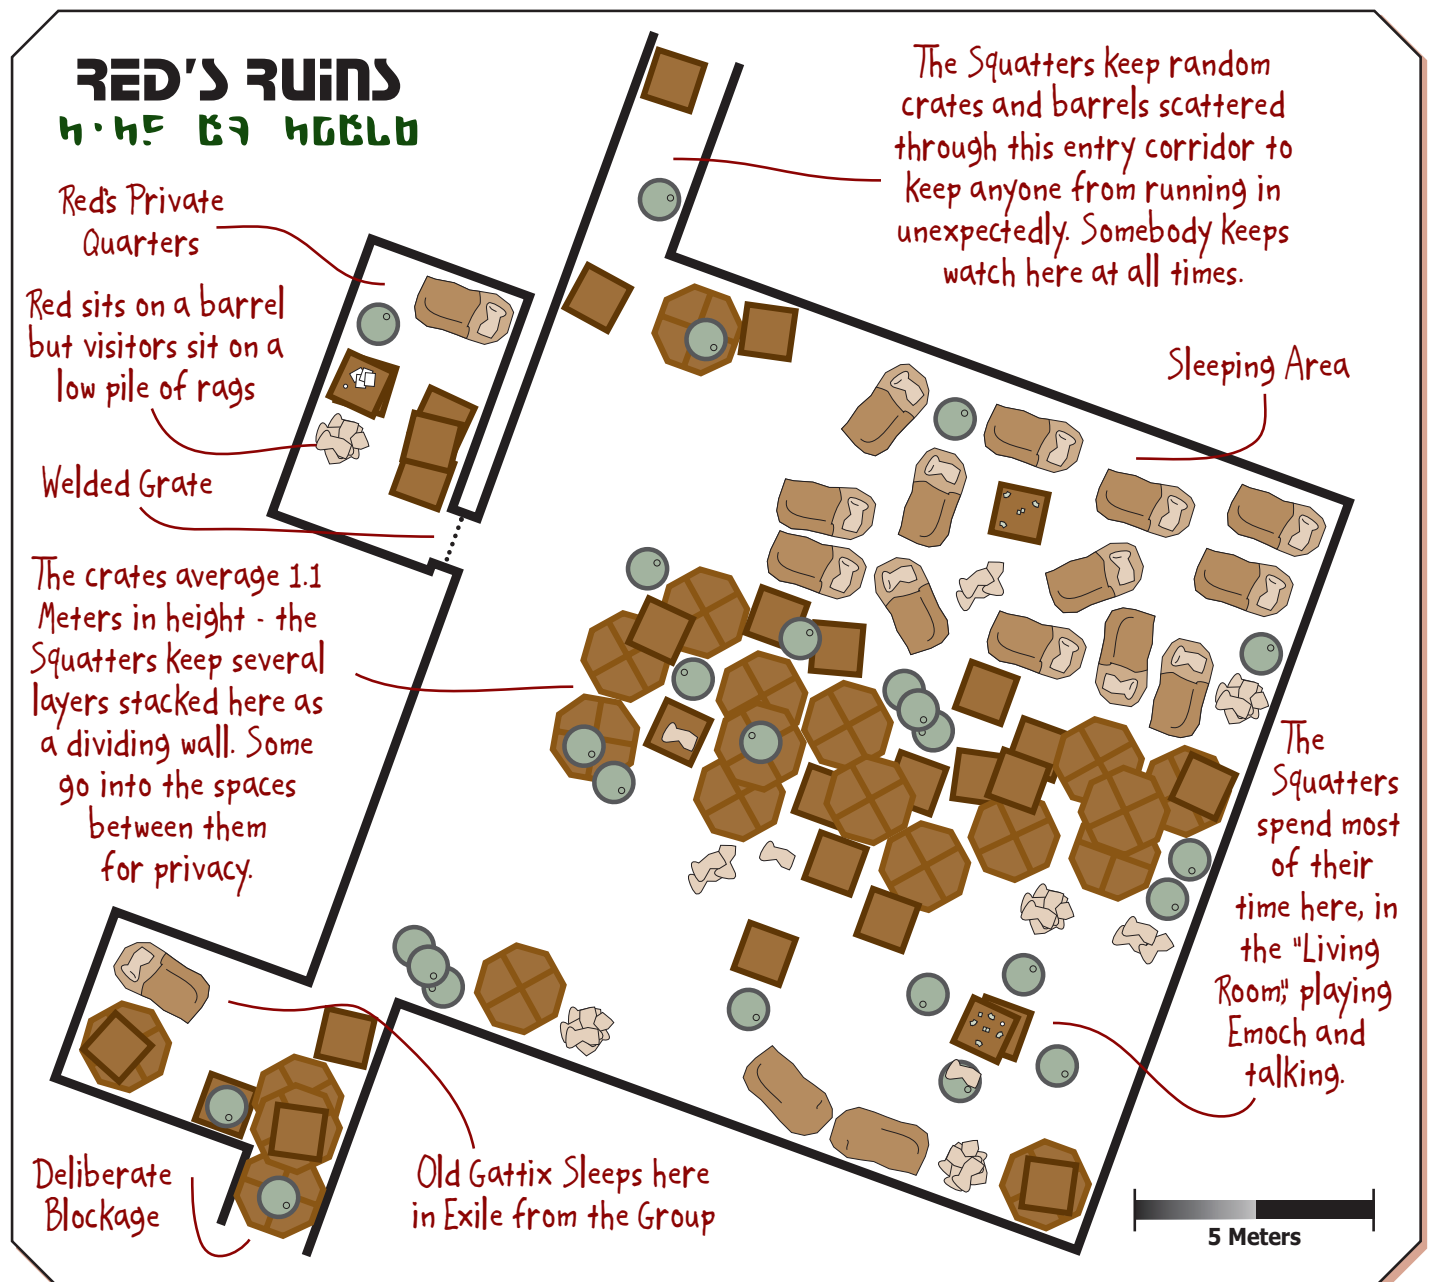 RED'S RUINS
The Squatters keep random
crates and barrels scattered
through this entry corridor to
keep anyone from running in
unexpectedly. Somebody keeps
watch here at all times.
Red's Private
Quarters
Red sits on a barrel
but visitors sit on a
low pile of rags
Sleeping Area
Welded Grate
The crates average 1.1
Meters in height - the
Squatters keep several
layers stacked here as
a dividing wall. Some
go into the spaces
between them
for privacy.
The
Squatters
spend most
of their
time here, in
the "Living
Room," playing
Emoch and
talking.
Old Gattix Sleeps here
in Exile from the Group
Deliberate
Blockage
5 Meters